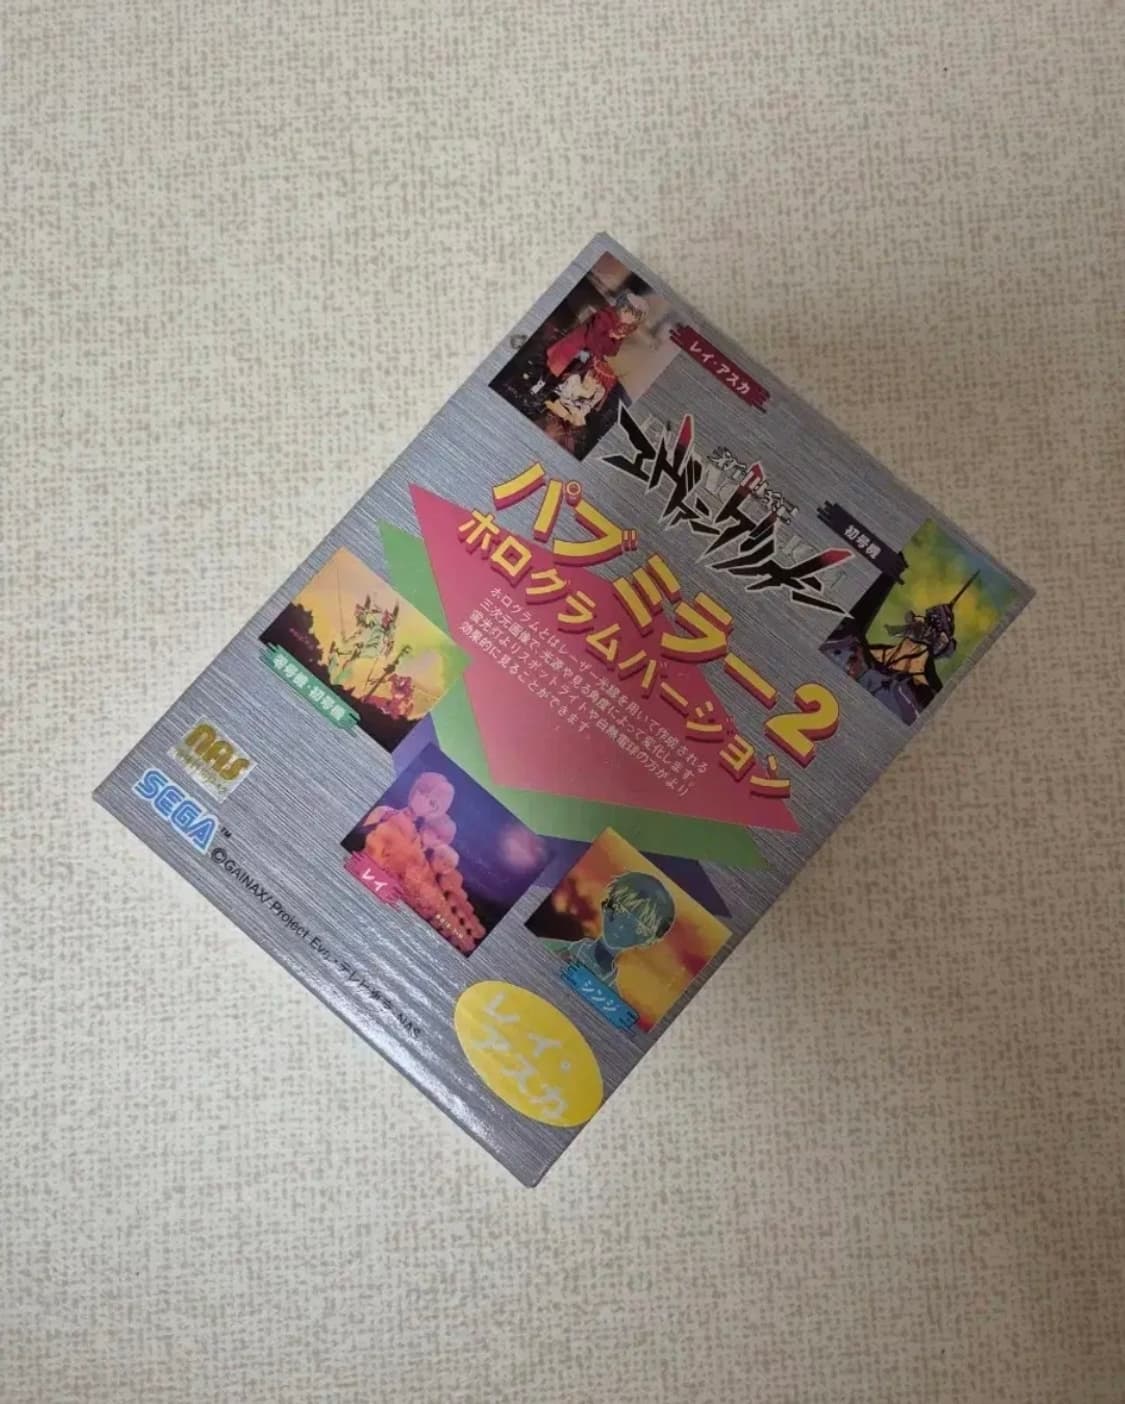 レイ・アスカ
新世紀
エヴァンゲリオン
初号機
パブミラー2
ホログラムバージョン
ホログラムとはレーザー光線を用いて作成される
三次元画像で、光源や見る角度によって変化します。
蛍光灯よりスポットライトや白熱電球の方がより
効果的に見ることができます。
零号機・初号機
レイ
シンジ
NAS
SEGA™
©GAINAX/ Project Eva.・テレビ東京・NAS
レイ・
アスカ